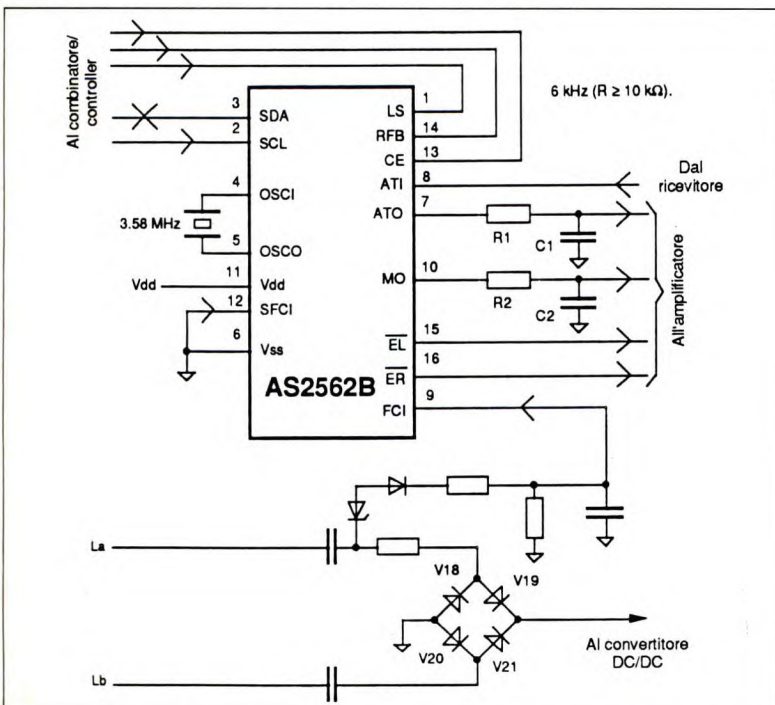 Al combinatore/
controller
6 kHz (R ≥ 10 kΩ).
3 SDA
2 SCL
4 OSCI
3.58 MHz
5 OSCO
Vdd 11 Vdd
12 SFCI
6 Vss
1 LS
14 RFB
13 CE
8 ATI
7 ATO
10 MO
15 EL
16 ER
9 FCI
AS2562B
Dal
ricevitore
R1 C1
R2 C2
All'amplificatore
La
V18 V19
V20 V21
Al convertitore
DC/DC
Lb